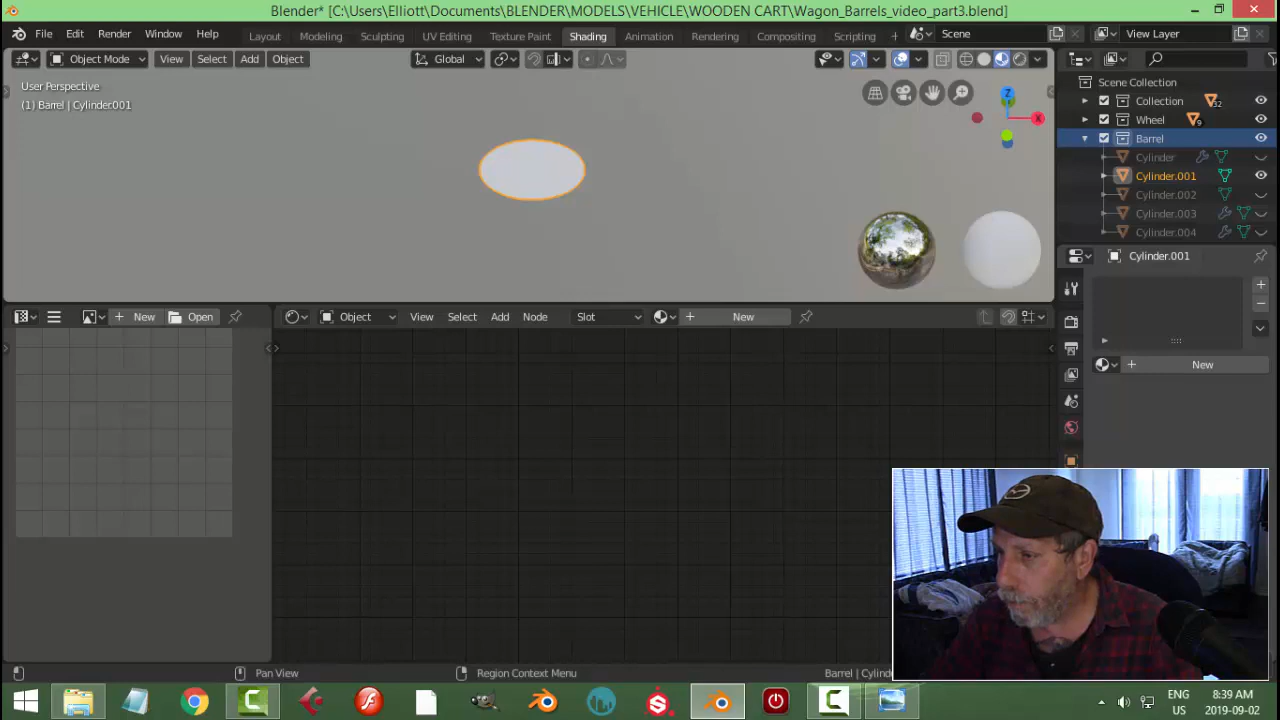 Blender* [C:\Users\Elliott\Documents\BLENDER\MODELS\VEHICLE\WOODEN CART\Wagon_Barrels_video_part3.blend]
File Edit Render Window Help Layout Modeling Sculpting UV Editing Texture Paint Shading Animation Rendering Compositing Scripting Scene View Layer
Object Mode View Select Add Object Global
User Perspective
(1) Barrel | Cylinder.001
Z
X
Scene Collection
Collection 32
Wheel 9
Barrel
Cylinder
Cylinder.001
Cylinder.002
Cylinder.003
Cylinder.004
Cylinder.001
New Open Object View Select Add Node Slot New
New
Pan View Region Context Menu Barrel | Cylinde
ENG 8:39 AM
US 2019-09-02